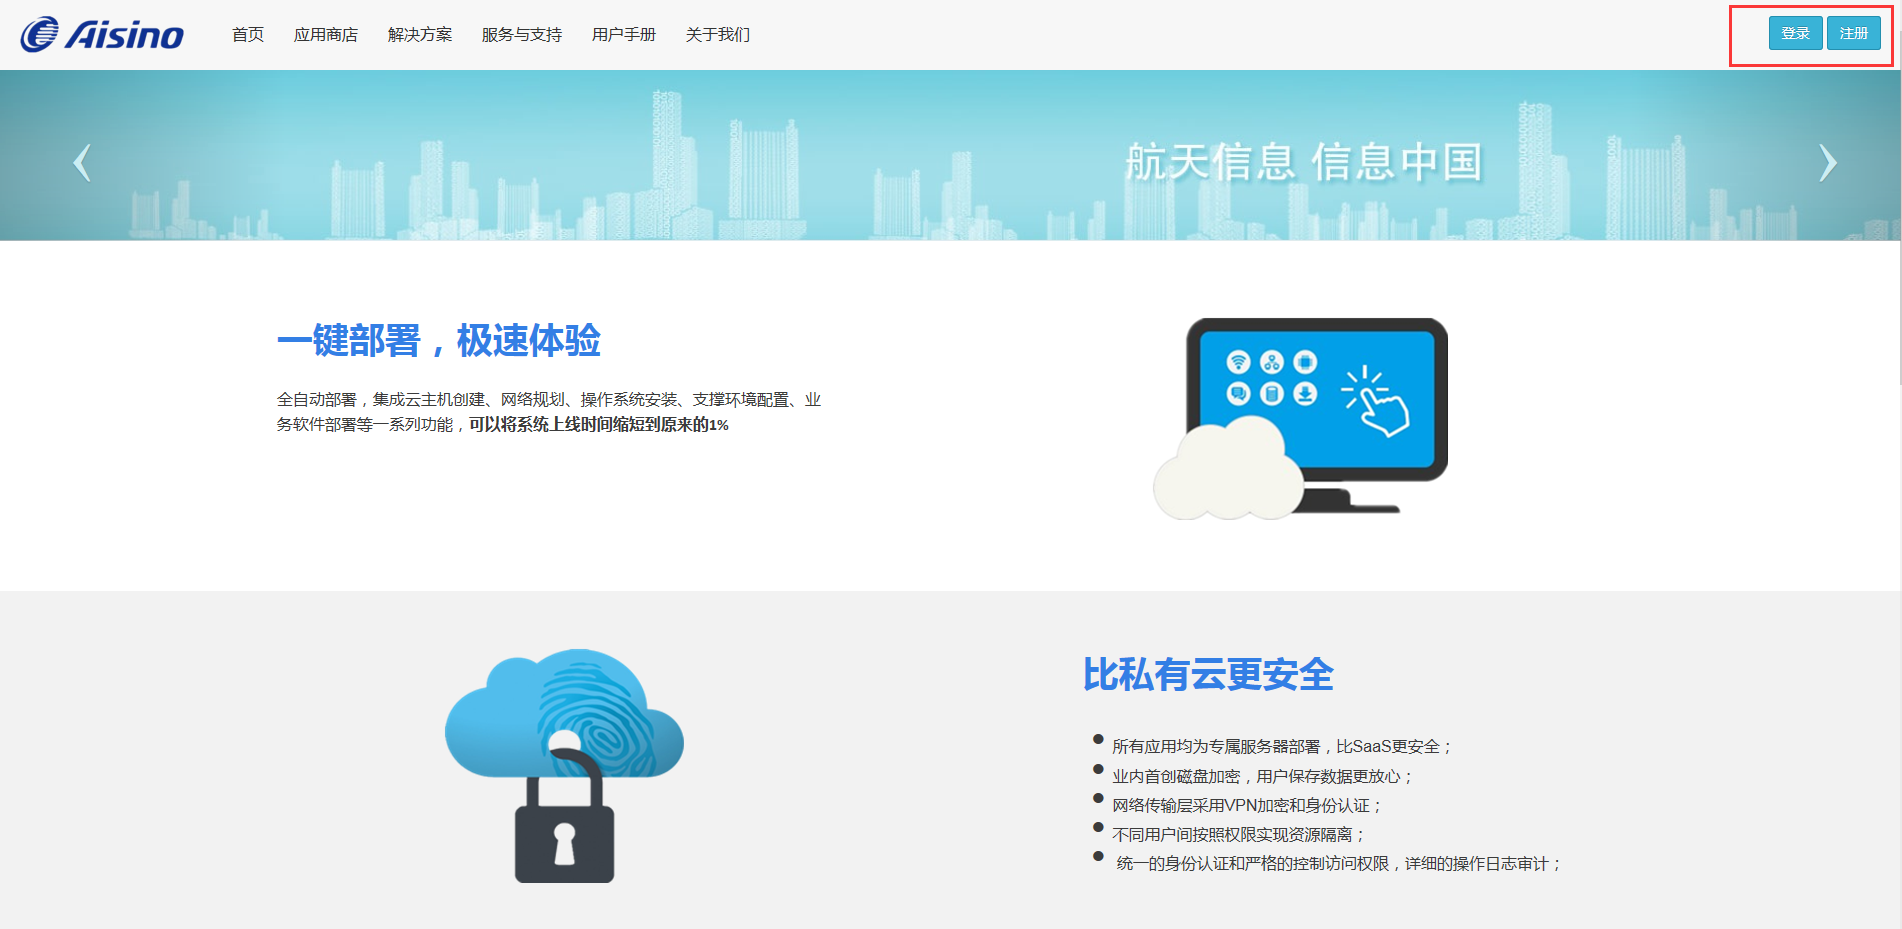 Aisino
首页 应用商店 解决方案 服务与支持 用户手册 关于我们
登录 注册
航天信息 信息中国
一键部署，极速体验
全自动部署，集成云主机创建、网络规划、操作系统安装、支撑环境配置、业
务软件部署等一系列功能，可以将系统上线时间缩短到原来的1%
比私有云更安全
所有应用均为专属服务器部署，比SaaS更安全；
业内首创磁盘加密，用户保存数据更放心；
网络传输层采用VPN加密和身份认证；
不同用户间按照权限实现资源隔离；
统一的身份认证和严格的控制访问权限，详细的操作日志审计；